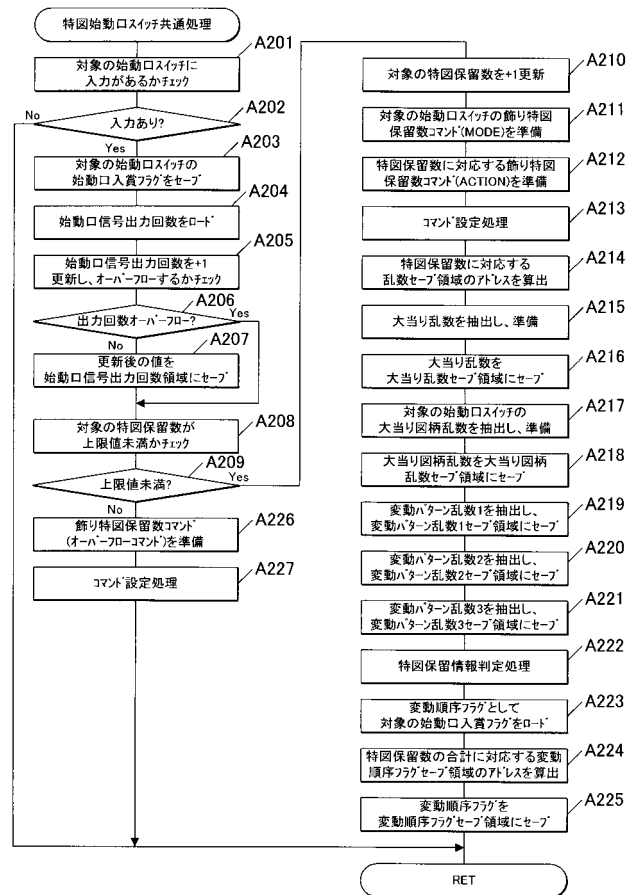 特図始動口スイッチ共通処理
A201
対象の始動口スイッチに
入力があるかチェック
A202
No
入力あり?
Yes
A203
対象の始動口スイッチの
始動口入賞フラグをセーブ
A204
始動口信号出力回数をロード
A205
始動口信号出力回数を+1
更新し、オーバーフローするかチェック
A206
出力回数オーバーフロー?
Yes
No
A207
更新後の値を
始動口信号出力回数領域にセーブ
A208
対象の特図保留数が
上限値未満かチェック
A209
上限値未満?
Yes
No
A226
飾り特図保留数コマンド
(オーバーフローコマンド)を準備
A227
コマンド設定処理
A210
対象の特図保留数を+1更新
A211
対象の始動口スイッチの飾り特図
保留数コマンド(MODE)を準備
A212
特図保留数に対応する飾り特図
保留数コマンド(ACTION)を準備
A213
コマンド設定処理
A214
特図保留数に対応する
乱数セーブ領域のアドレスを算出
A215
大当り乱数を抽出し、準備
A216
大当り乱数を
大当り乱数セーブ領域にセーブ
A217
対象の始動口スイッチの
大当り図柄乱数を抽出し、準備
A218
大当り図柄乱数を大当り図柄
乱数セーブ領域にセーブ
A219
変動パターン乱数1を抽出し、
変動パターン乱数1セーブ領域にセーブ
A220
変動パターン乱数2を抽出し、
変動パターン乱数2セーブ領域にセーブ
A221
変動パターン乱数3を抽出し、
変動パターン乱数3セーブ領域にセーブ
A222
特図保留情報判定処理
A223
変動順序フラグとして
対象の始動口入賞フラグをロード
A224
特図保留数の合計に対応する変動
順序フラグセーブ領域のアドレスを算出
A225
変動順序フラグを
変動順序フラグセーブ領域にセーブ
RET